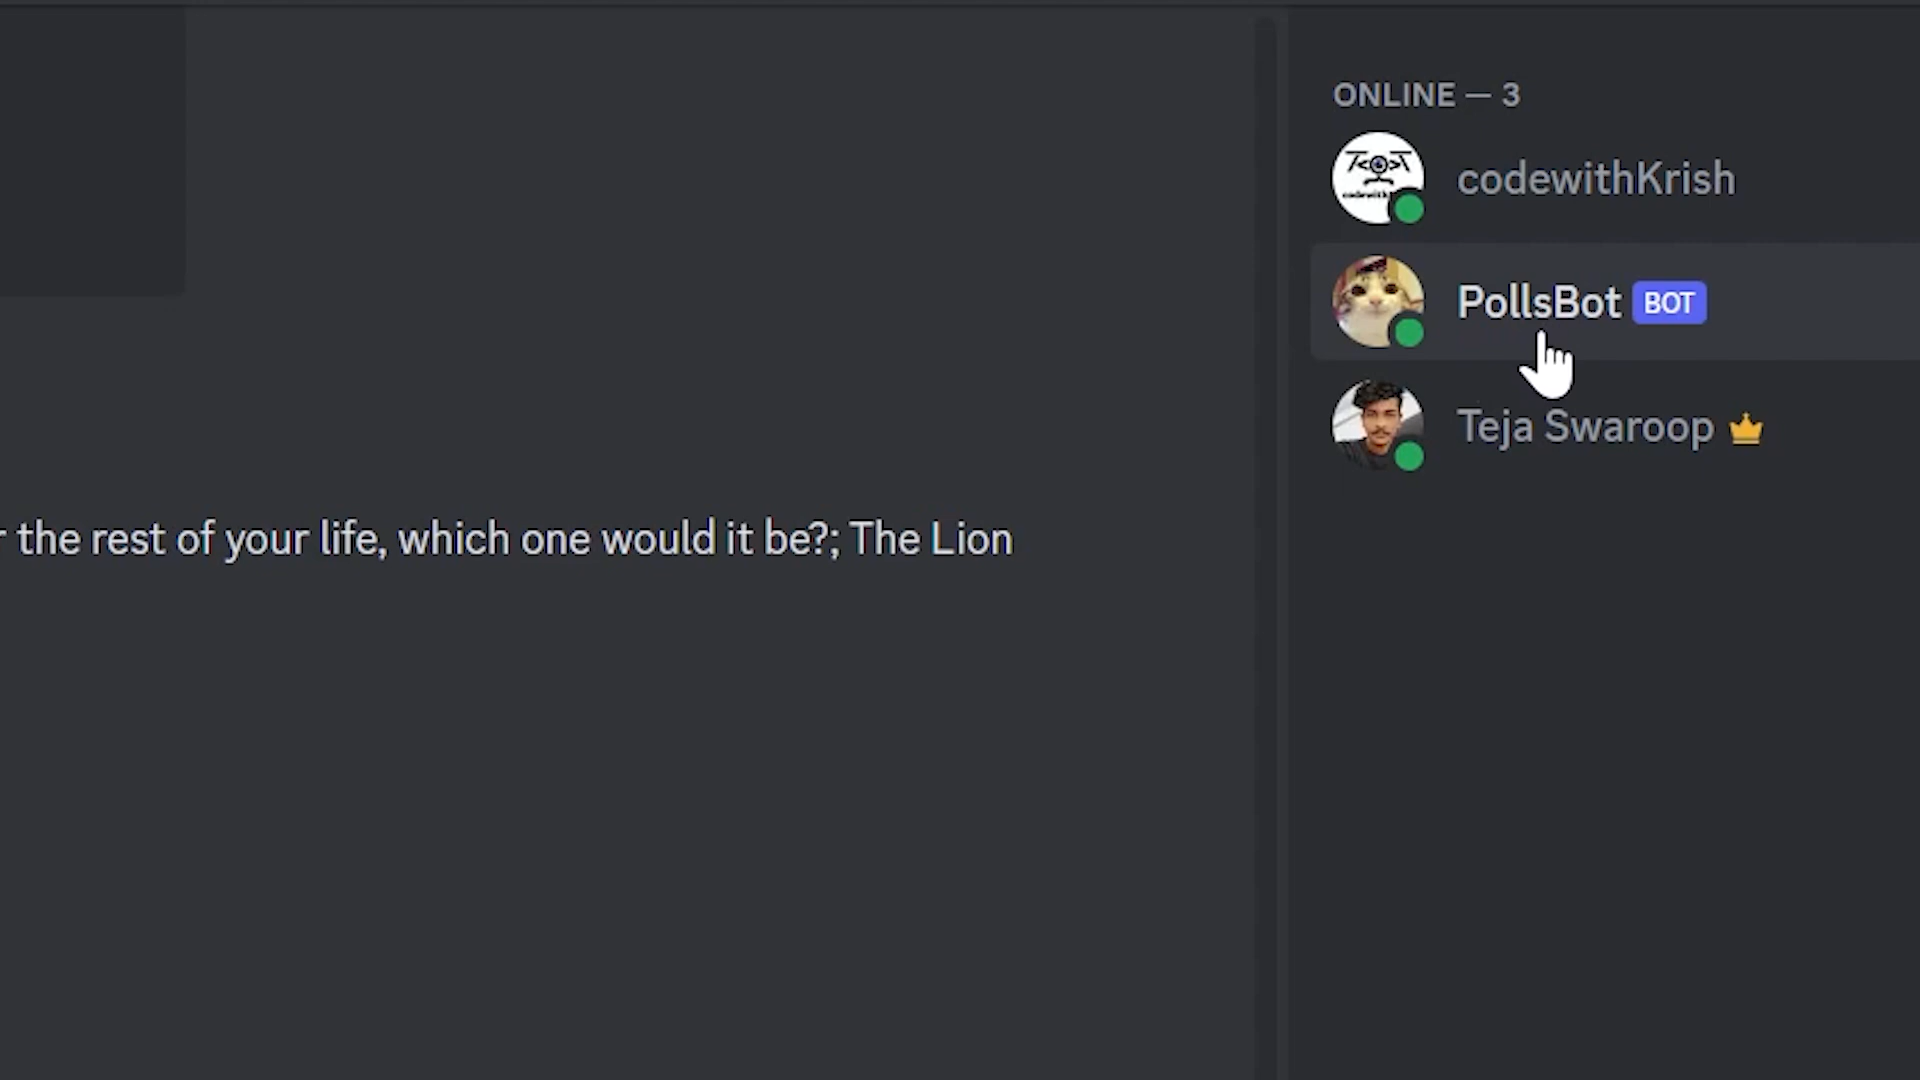 ONLINE — 3
codewithKrish
PollsBot BOT
Teja Swaroop
the rest of your life, which one would it be?; The Lion